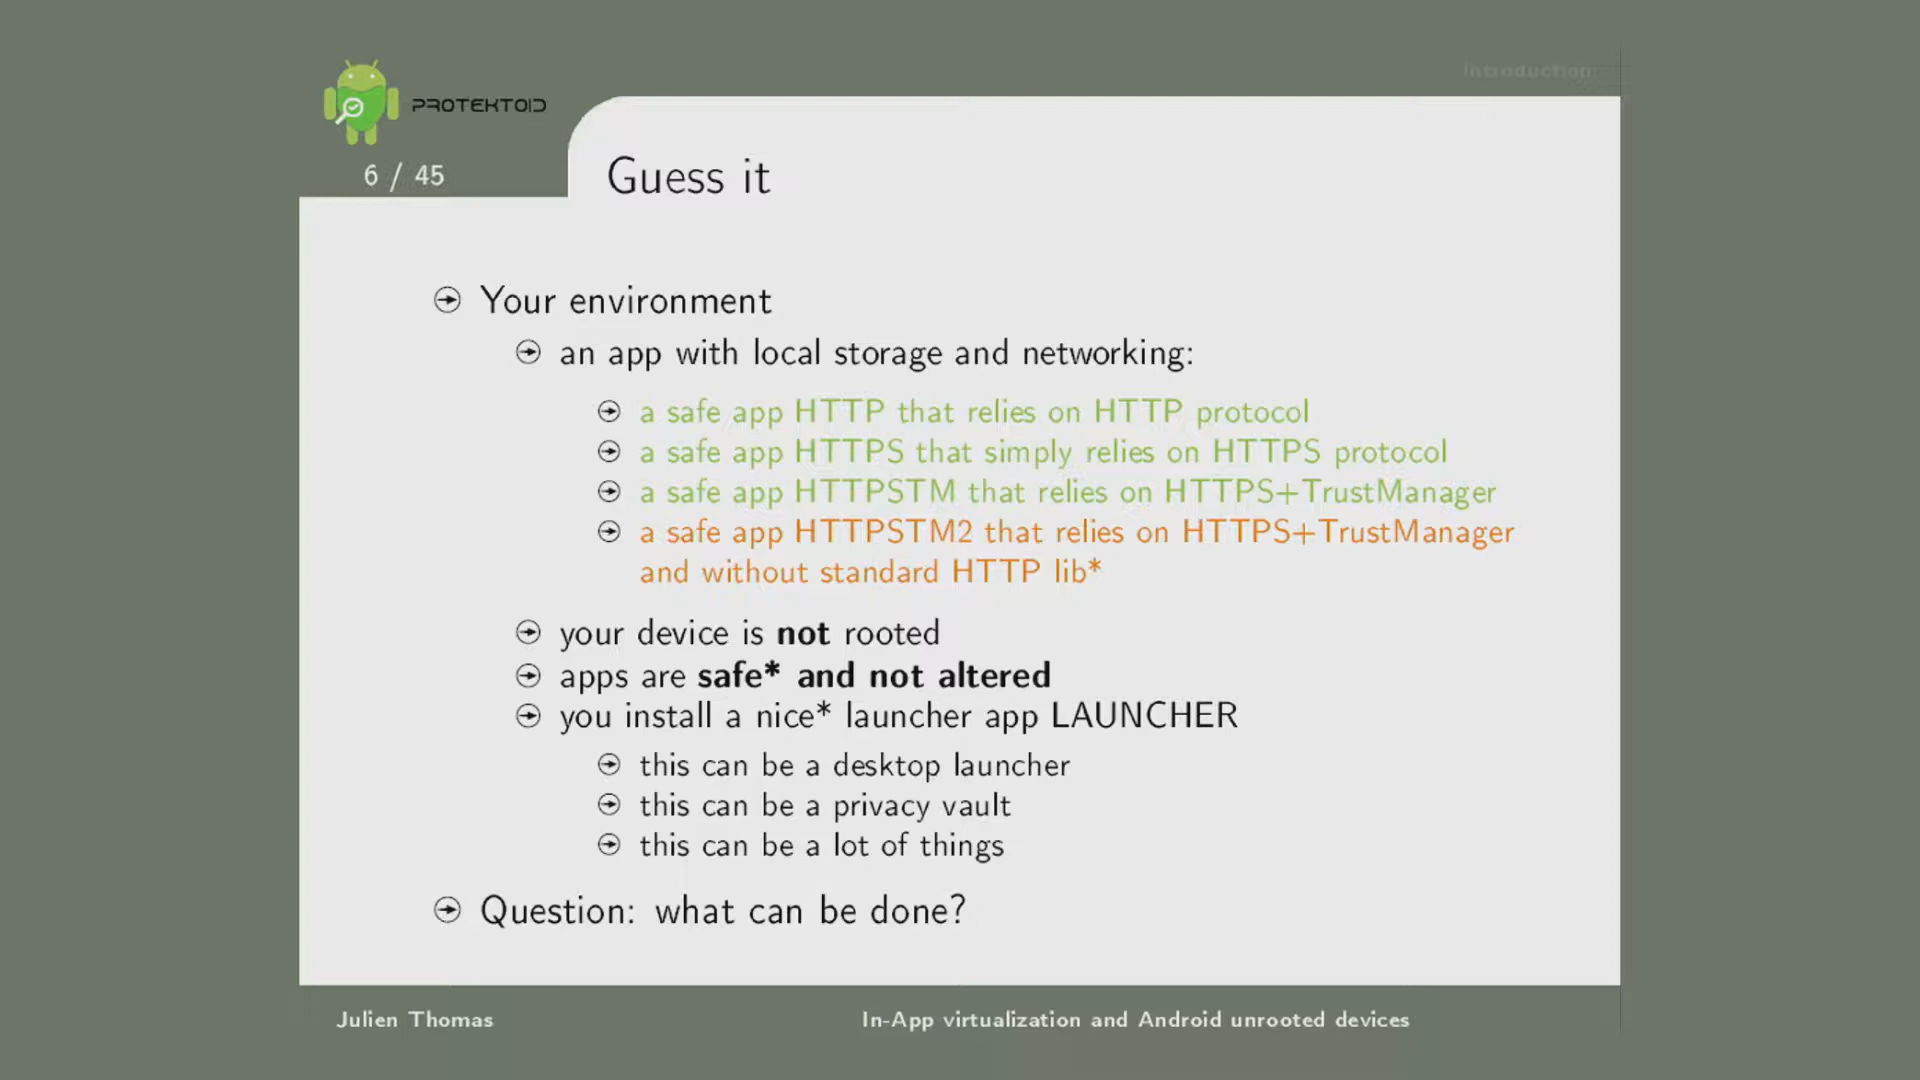 Introduction
PROTEKTOID
6 / 45
Guess it
Your environment
an app with local storage and networking:
a safe app HTTP that relies on HTTP protocol
a safe app HTTPS that simply relies on HTTPS protocol
a safe app HTTPSTM that relies on HTTPS+TrustManager
a safe app HTTPSTM2 that relies on HTTPS+TrustManager
and without standard HTTP lib*
your device is not rooted
apps are safe* and not altered
you install a nice* launcher app LAUNCHER
this can be a desktop launcher
this can be a privacy vault
this can be a lot of things
Question: what can be done?
Julien Thomas
In-App virtualization and Android unrooted devices